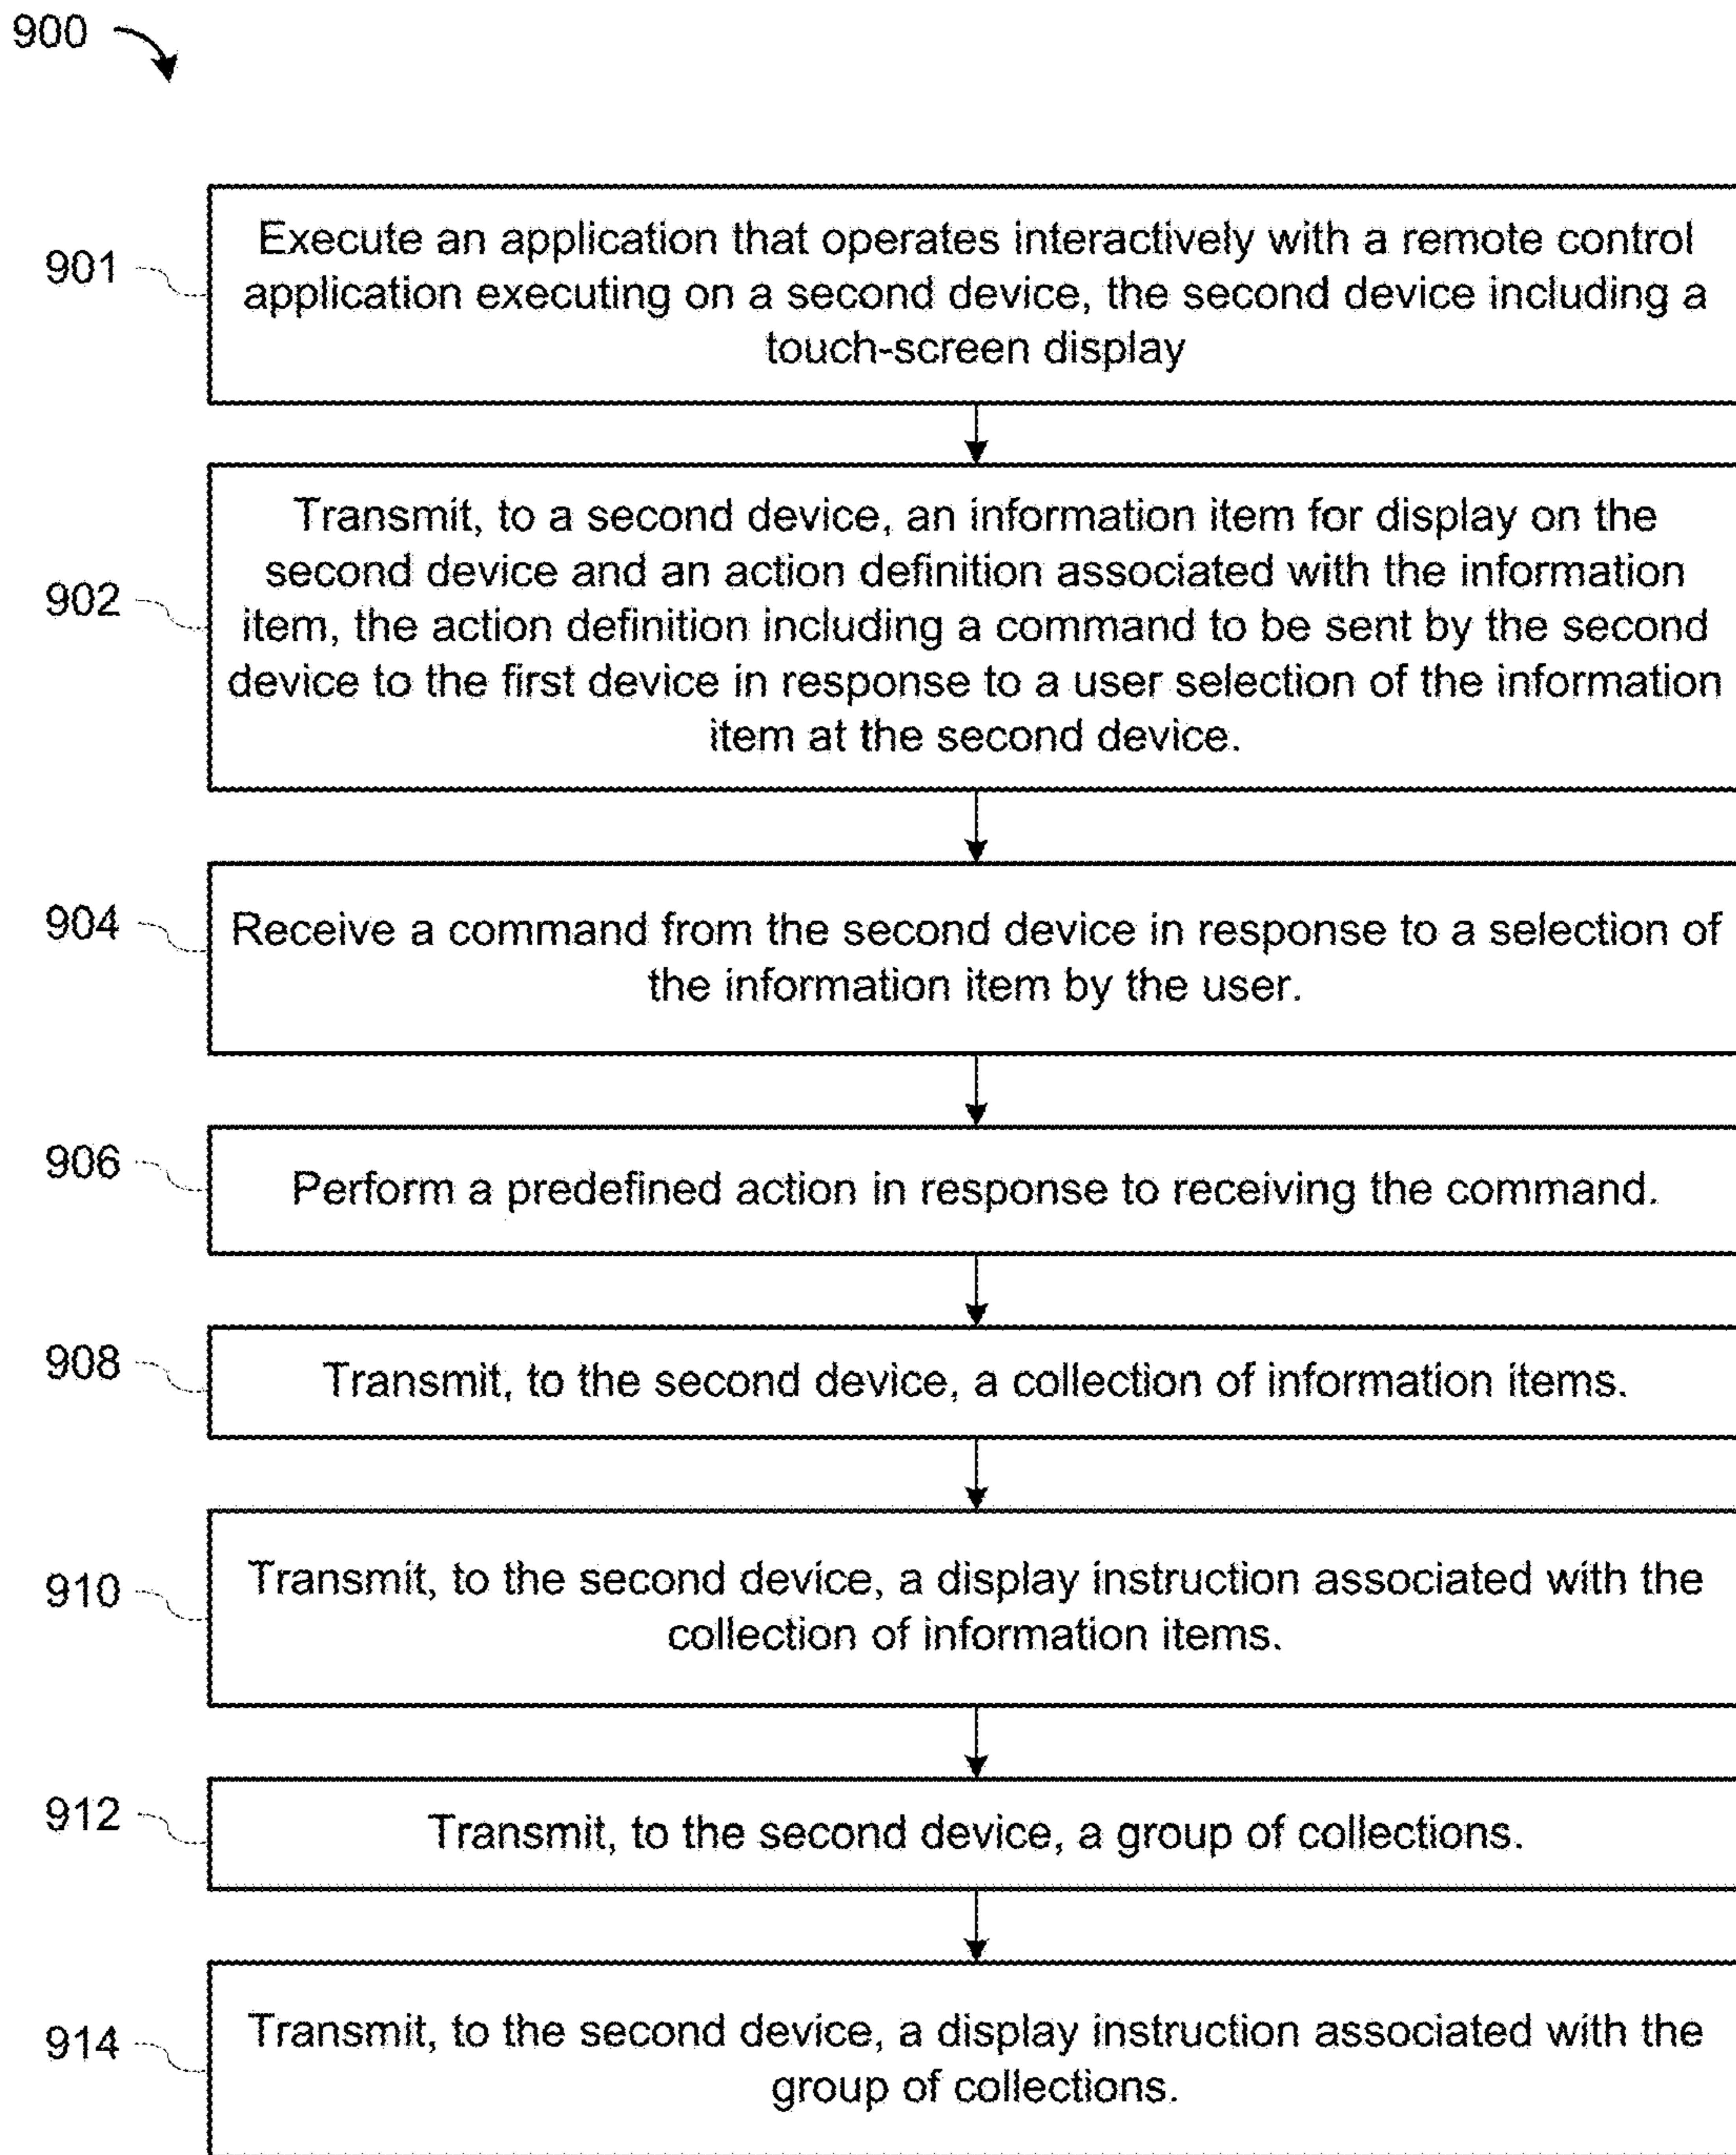 900
901
Execute an application that operates interactively with a remote control
application executing on a second device, the second device including a
touch-screen display
902
Transmit, to a second device, an information item for display on the
second device and an action definition associated with the information
item, the action definition including a command to be sent by the second
device to the first device in response to a user selection of the information
item at the second device.
904
Receive a command from the second device in response to a selection of
the information item by the user.
906
Perform a predefined action in response to receiving the command.
908
Transmit, to the second device, a collection of information items.
910
Transmit, to the second device, a display instruction associated with the
collection of information items.
912
Transmit, to the second device, a group of collections.
914
Transmit, to the second device, a display instruction associated with the
group of collections.